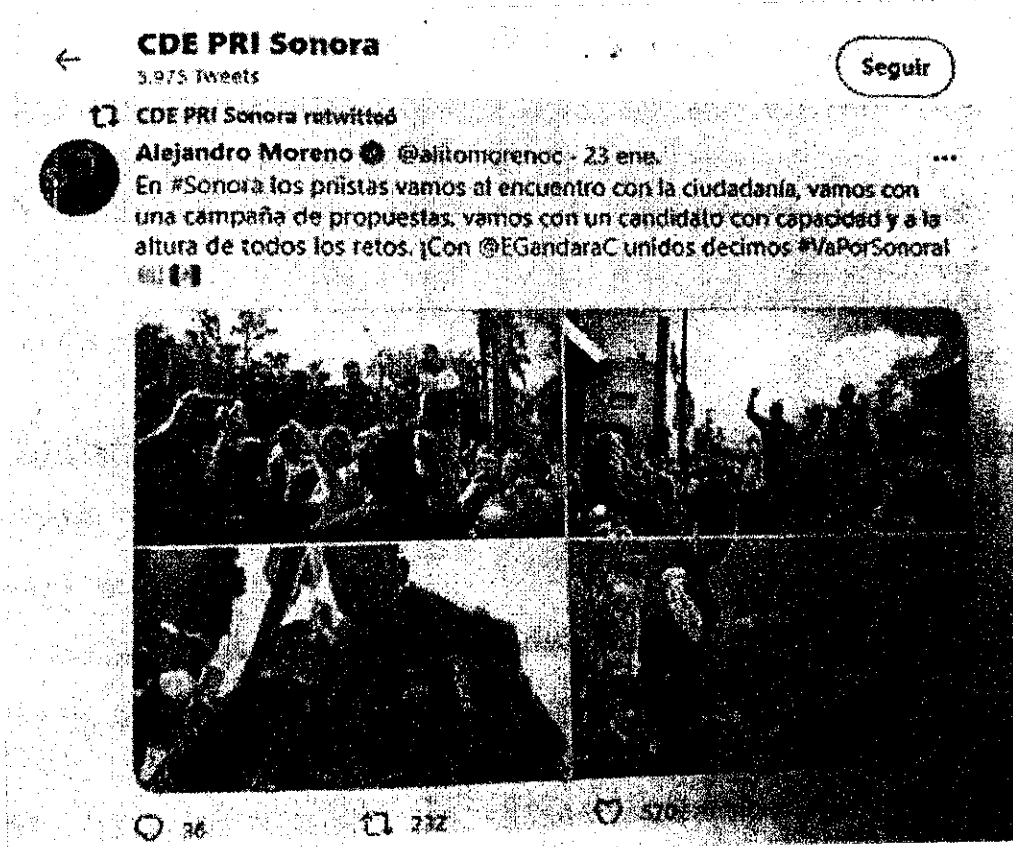 CDE PRI Sonora
3.975 Tweets
Seguir
CDE PRI Sonora retwitteó
Alejandro Moreno @alitomorenoc · 23 ene.
En #Sonora los priistas vamos al encuentro con la ciudadanía, vamos con
una campaña de propuestas, vamos con un candidato con capacidad y a la
altura de todos los retos. ¡Con @EGandaraC unidos decimos #VaPorSonora!
36 232 570